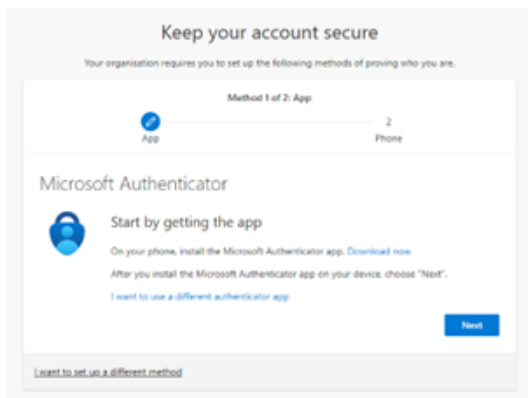 Keep your account secure
Your organisation requires you to set up the following methods of proving who you are.
Method 1 of 2: App
2
App
Phone
Microsoft Authenticator
Start by getting the app
On your phone, install the Microsoft Authenticator app. Download now
After you install the Microsoft Authenticator app on your device, choose "Next".
I want to use a different authenticator app
Next
I want to set up a different method